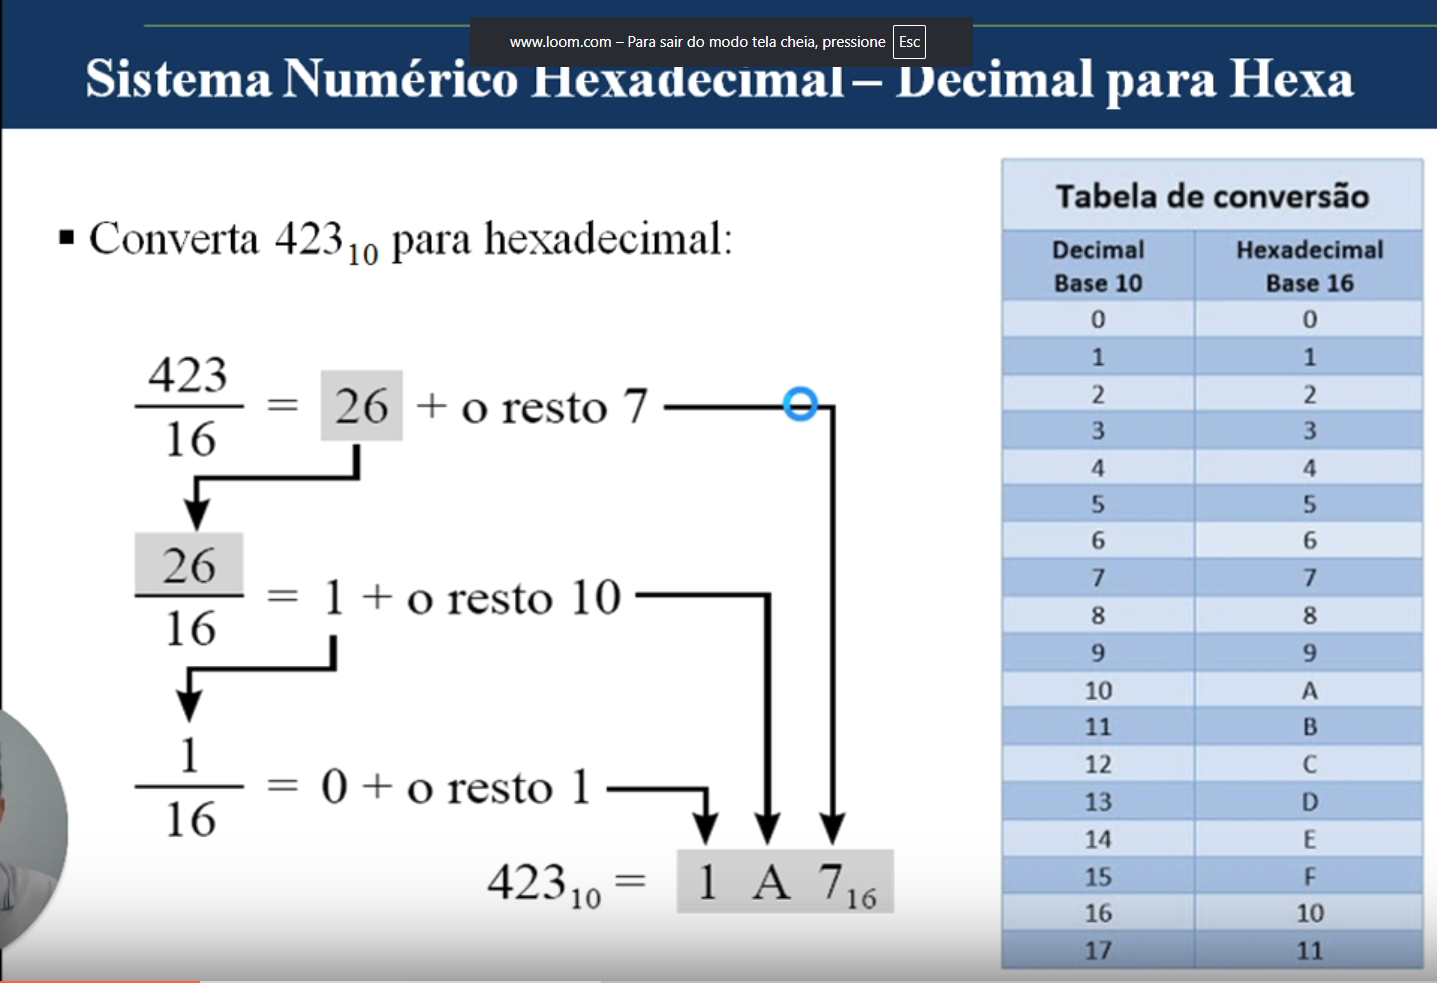 www.loom.com – Para sair do modo tela cheia, pressione Esc
Sistema Numérico Hexadecimal – Decimal para Hexa
▪ Converta 423₁₀ para hexadecimal:
423/16 = 26 + o resto 7
26/16 = 1 + o resto 10
1/16 = 0 + o resto 1
423₁₀ = 1 A 7₁₆
Tabela de conversão
Decimal Hexadecimal
Base 10 Base 16
0 0
1 1
2 2
3 3
4 4
5 5
6 6
7 7
8 8
9 9
10 A
11 B
12 C
13 D
14 E
15 F
16 10
17 11